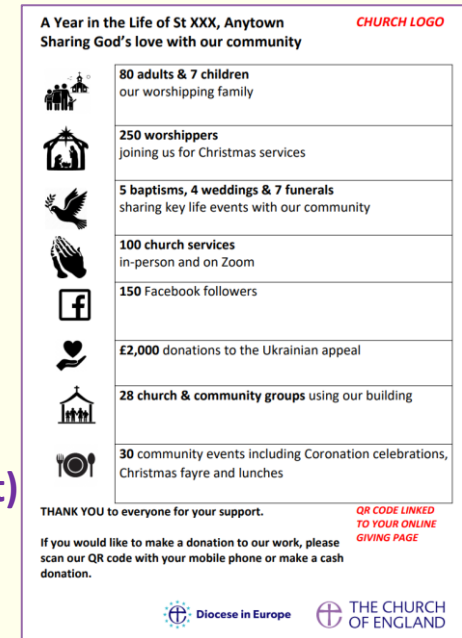 A Year in the Life of St XXX, Anytown
CHURCH LOGO
Sharing God’s love with our community
80 adults & 7 children
our worshipping family
250 worshippers
joining us for Christmas services
5 baptisms, 4 weddings & 7 funerals
sharing key life events with our community
100 church services
in-person and on Zoom
f
150 Facebook followers
£2,000 donations to the Ukrainian appeal
28 church & community groups using our building
30 community events including Coronation celebrations,
Christmas fayre and lunches
t)
THANK YOU to everyone for your support.
QR CODE LINKED
TO YOUR ONLINE
GIVING PAGE
If you would like to make a donation to our work, please
scan our QR code with your mobile phone or make a cash
donation.
Diocese in Europe
THE CHURCH
OF ENGLAND